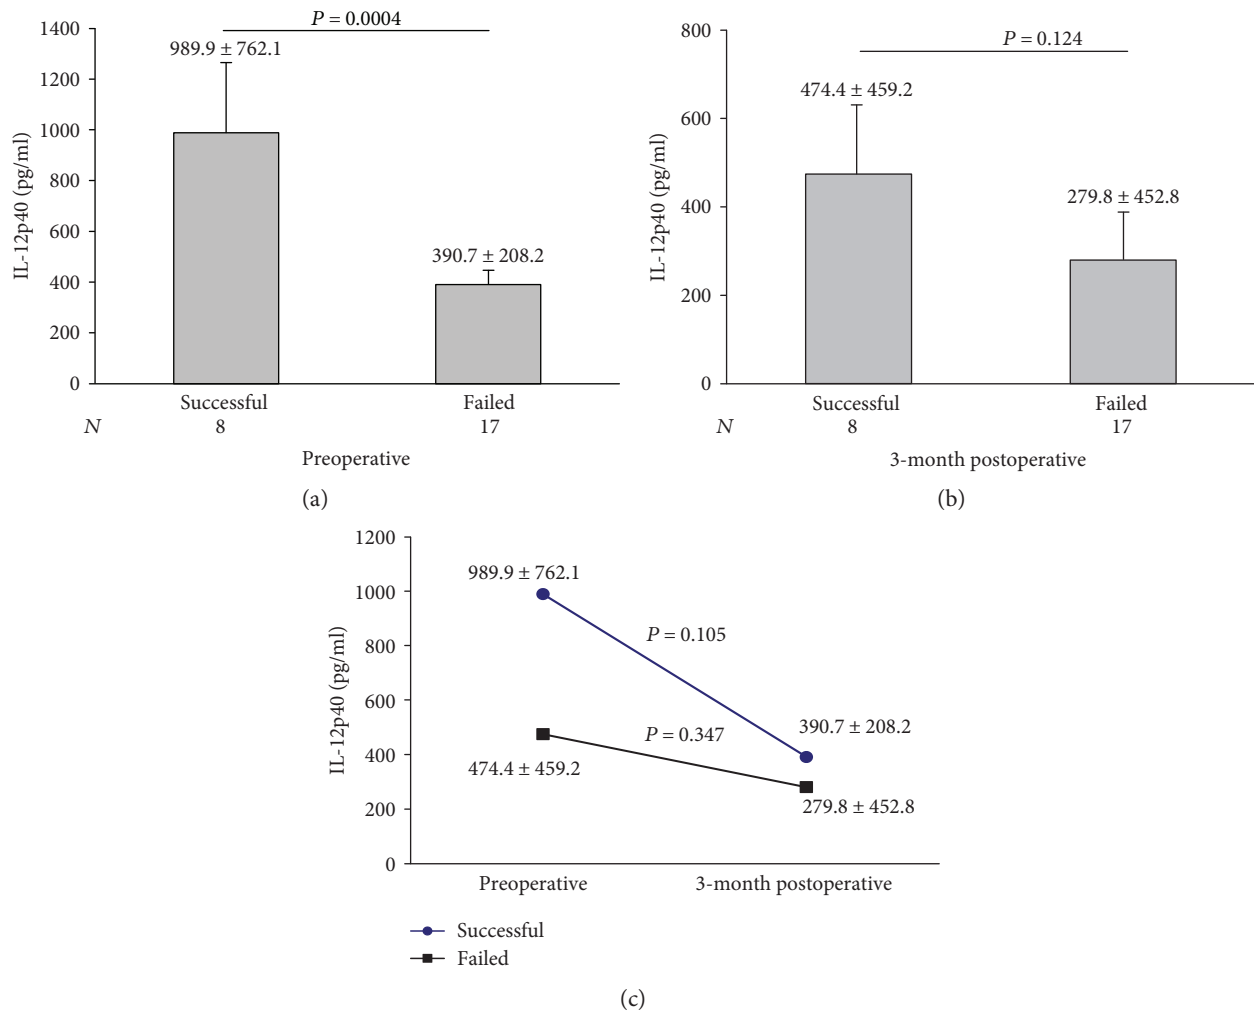 P = 0.0004
1400
1200
1000
800
600
400
200
0
IL-12p40 (pg/ml)
989.9 ± 762.1
390.7 ± 208.2
Successful Failed
N 8 17
Preoperative
(a)
P = 0.124
800
600
400
200
0
IL-12p40 (pg/ml)
474.4 ± 459.2
279.8 ± 452.8
Successful Failed
N 8 17
3-month postoperative
(b)
1200
1000
800
600
400
200
0
IL-12p40 (pg/ml)
989.9 ± 762.1
P = 0.105
390.7 ± 208.2
P = 0.347
474.4 ± 459.2
279.8 ± 452.8
Preoperative 3-month postoperative
Successful
Failed
(c)